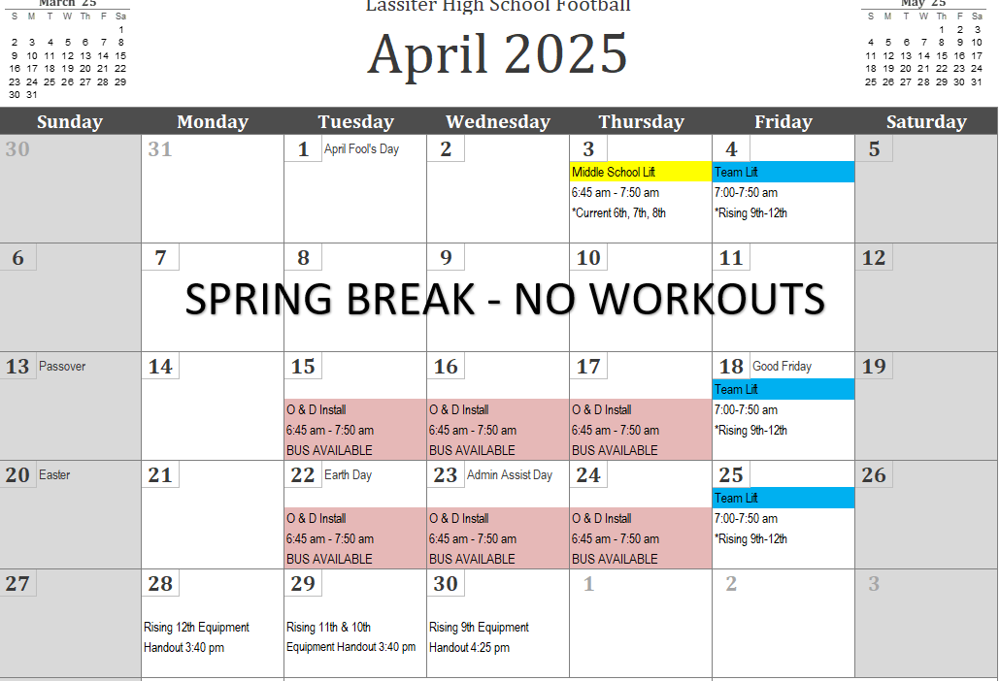 March '25
S M T W Th F Sa
1
2 3 4 5 6 7 8
9 10 11 12 13 14 15
16 17 18 19 20 21 22
23 24 25 26 27 28 29
30 31
Lassiter High School Football
April 2025
May '25
S M T W Th F Sa
1 2 3
4 5 6 7 8 9 10
11 12 13 14 15 16 17
18 19 20 21 22 23 24
25 26 27 28 29 30 31
Sunday Monday Tuesday Wednesday Thursday Friday Saturday
30 31 1 April Fool's Day 2 3 4 5
Middle School Lift Team Lift
6:45 am - 7:50 am 7:00-7:50 am
*Current 6th, 7th, 8th *Rising 9th-12th
6 7 8 9 10 11 12
SPRING BREAK - NO WORKOUTS
13 Passover 14 15 16 17 18 Good Friday 19
Team Lift
O & D Install O & D Install O & D Install 7:00-7:50 am
6:45 am - 7:50 am 6:45 am - 7:50 am 6:45 am - 7:50 am *Rising 9th-12th
BUS AVAILABLE BUS AVAILABLE BUS AVAILABLE
20 Easter 21 22 Earth Day 23 Admin Assist Day 24 25 26
Team Lift
O & D Install O & D Install O & D Install 7:00-7:50 am
6:45 am - 7:50 am 6:45 am - 7:50 am 6:45 am - 7:50 am *Rising 9th-12th
BUS AVAILABLE BUS AVAILABLE BUS AVAILABLE
27 28 29 30 1 2 3
Rising 12th Equipment Rising 11th & 10th Rising 9th Equipment
Handout 3:40 pm Equipment Handout 3:40 pm Handout 4:25 pm